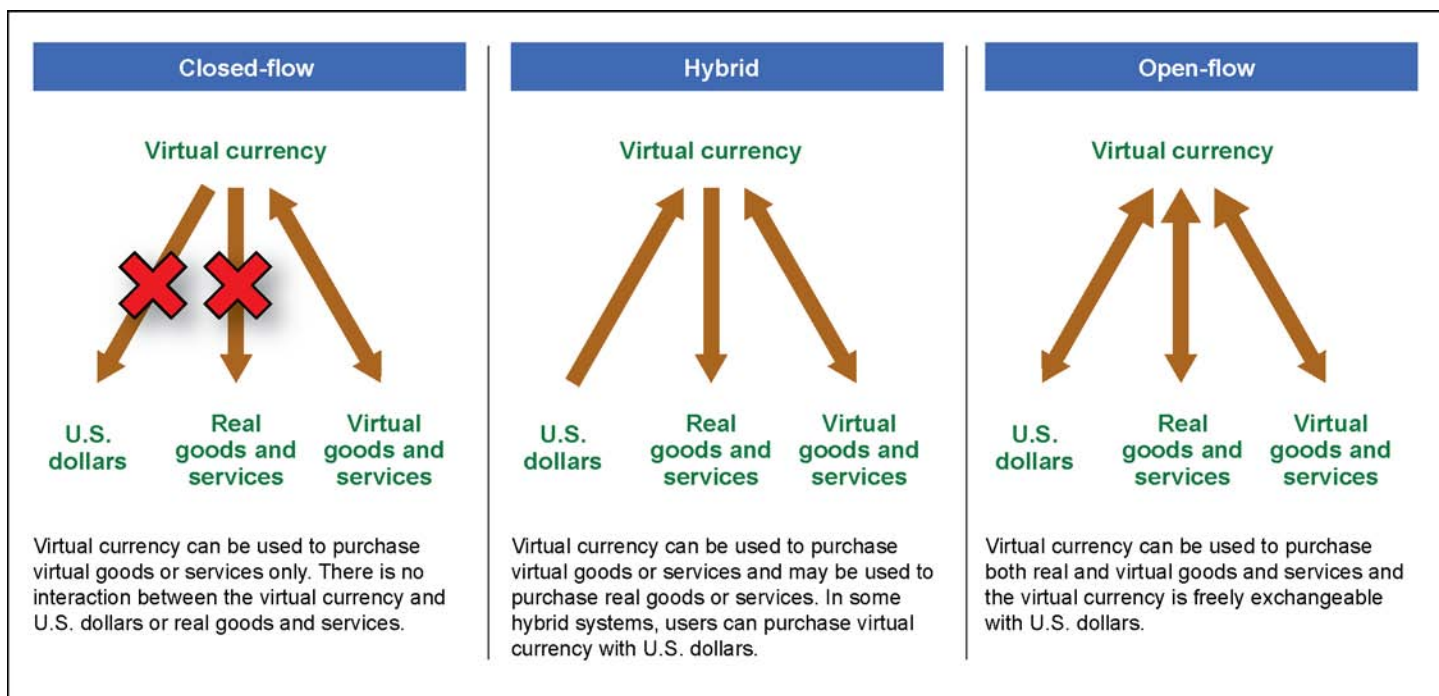 Closed-flow
Virtual currency
U.S.
dollars
Real
goods and
services
Virtual
goods and
services
Virtual currency can be used to purchase
virtual goods or services only. There is no
interaction between the virtual currency and
U.S. dollars or real goods and services.
Hybrid
Virtual currency
U.S.
dollars
Real
goods and
services
Virtual
goods and
services
Virtual currency can be used to purchase
virtual goods or services and may be used to
purchase real goods or services. In some
hybrid systems, users can purchase virtual
currency with U.S. dollars.
Open-flow
Virtual currency
U.S.
dollars
Real
goods and
services
Virtual
goods and
services
Virtual currency can be used to purchase
both real and virtual goods and services and
the virtual currency is freely exchangeable
with U.S. dollars.